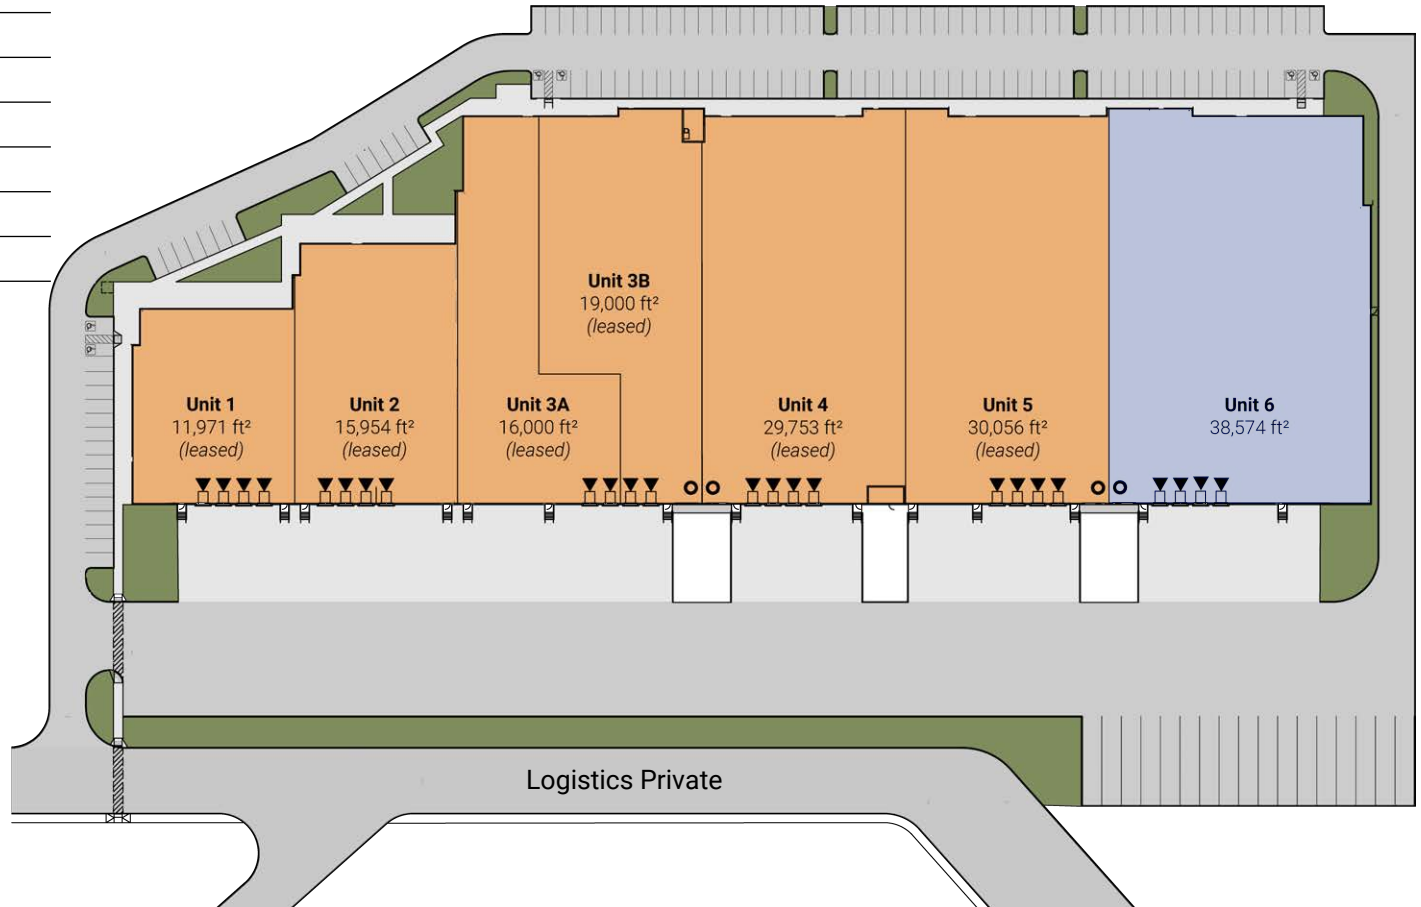 Unit 3B
19,000 ft²
(leased)
Unit 1
11,971 ft²
(leased)
Unit 2
15,954 ft²
(leased)
Unit 3A
16,000 ft²
(leased)
Unit 4
29,753 ft²
(leased)
Unit 5
30,056 ft²
(leased)
Unit 6
38,574 ft²
Logistics Private